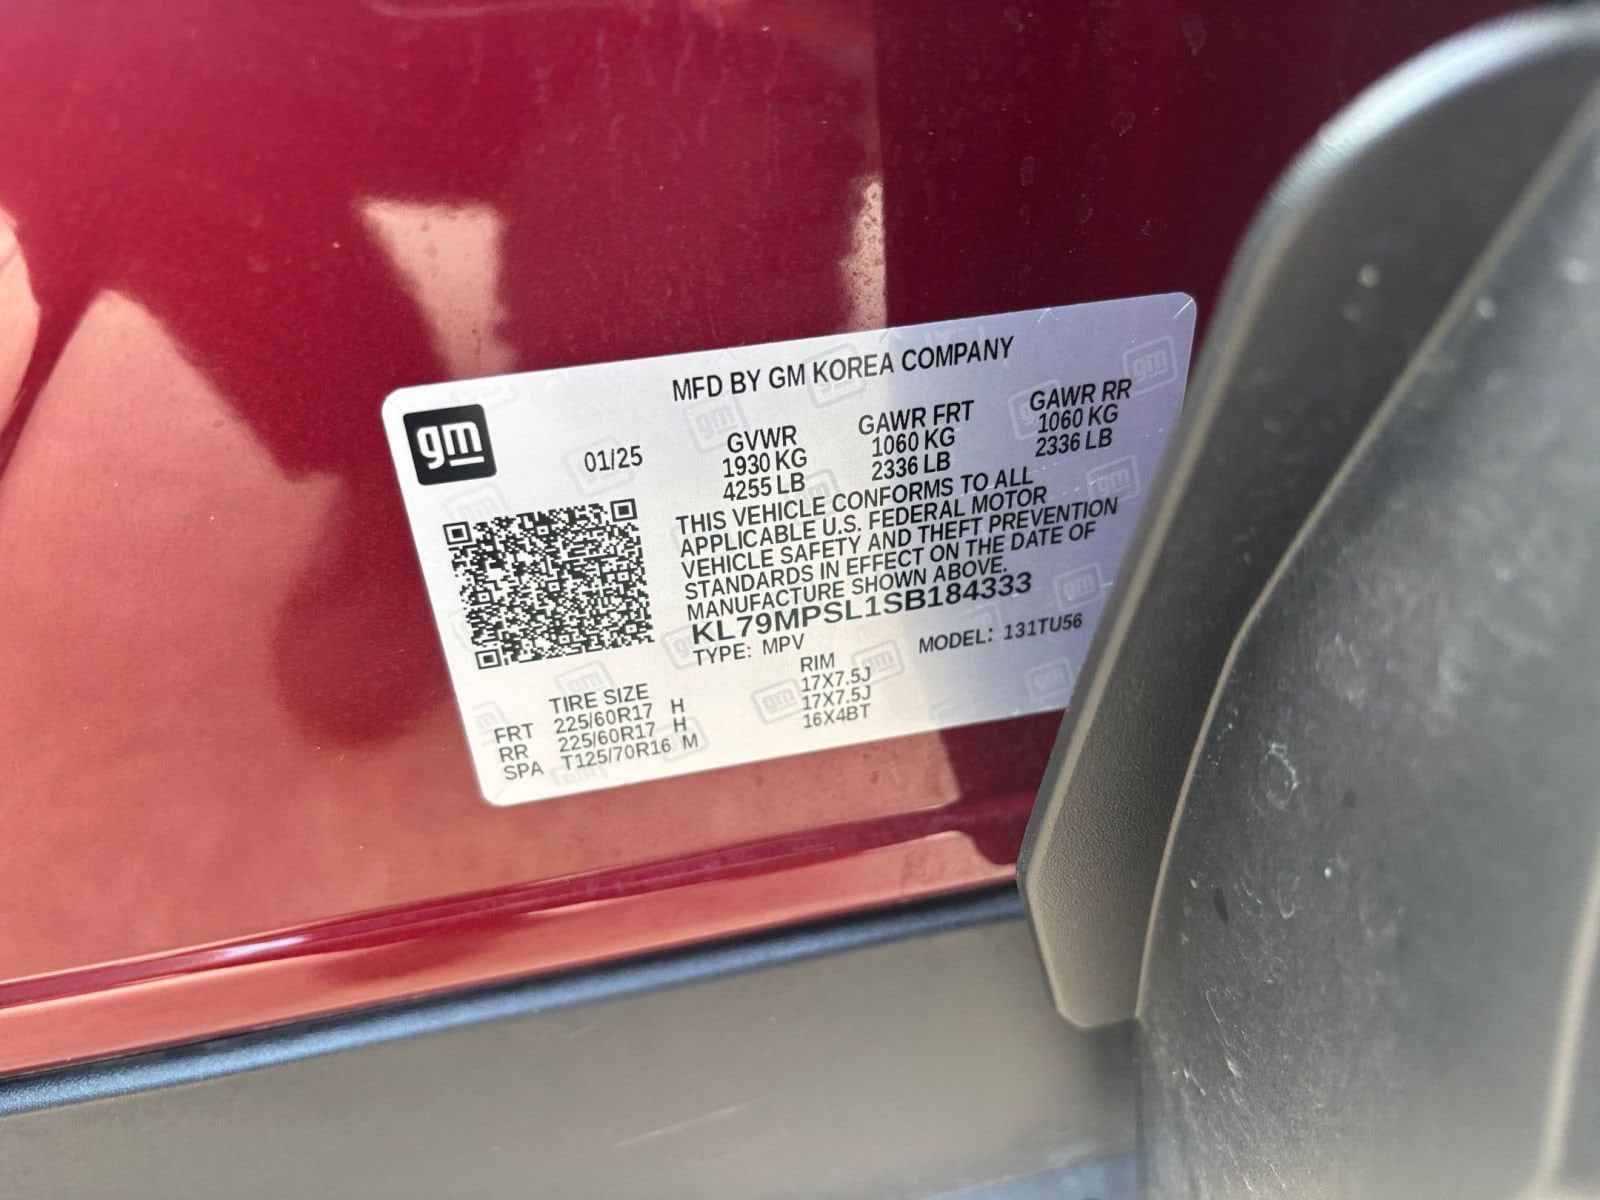 MFD BY GM KOREA COMPANY
gm
01/25
GVWR
1930 KG
4255 LB
GAWR FRT
1060 KG
2336 LB
GAWR RR
1060 KG
2336 LB
THIS VEHICLE CONFORMS TO ALL
APPLICABLE U.S. FEDERAL MOTOR
VEHICLE SAFETY AND THEFT PREVENTION
STANDARDS IN EFFECT ON THE DATE OF
MANUFACTURE SHOWN ABOVE.
KL79MPSL1SB184333
TYPE: MPV
MODEL: 131TU56
TIRE SIZE
RIM
FRT 225/60R17 H 17X7.5J
RR 225/60R17 H 17X7.5J
SPA T125/70R16 M 16X4BT